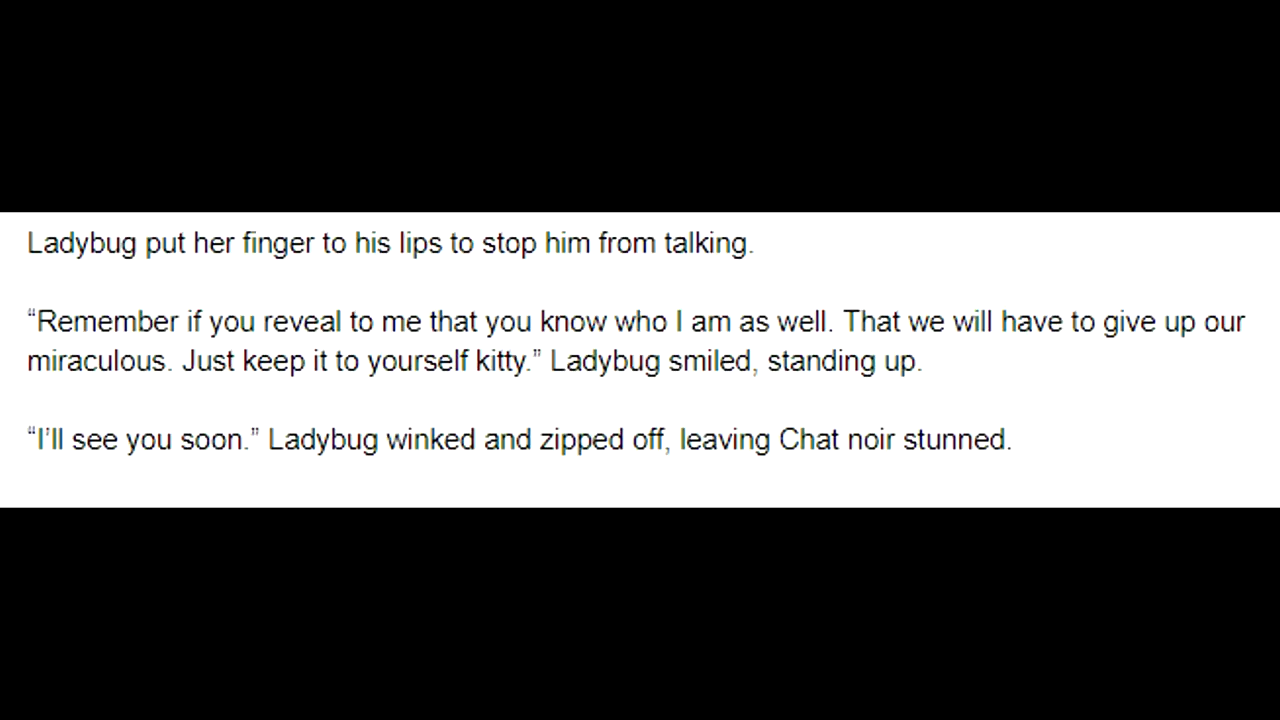 Ladybug put her finger to his lips to stop him from talking.
“Remember if you reveal to me that you know who I am as well. That we will have to give up our
miraculous. Just keep it to yourself kitty.” Ladybug smiled, standing up.
“I’ll see you soon.” Ladybug winked and zipped off, leaving Chat noir stunned.